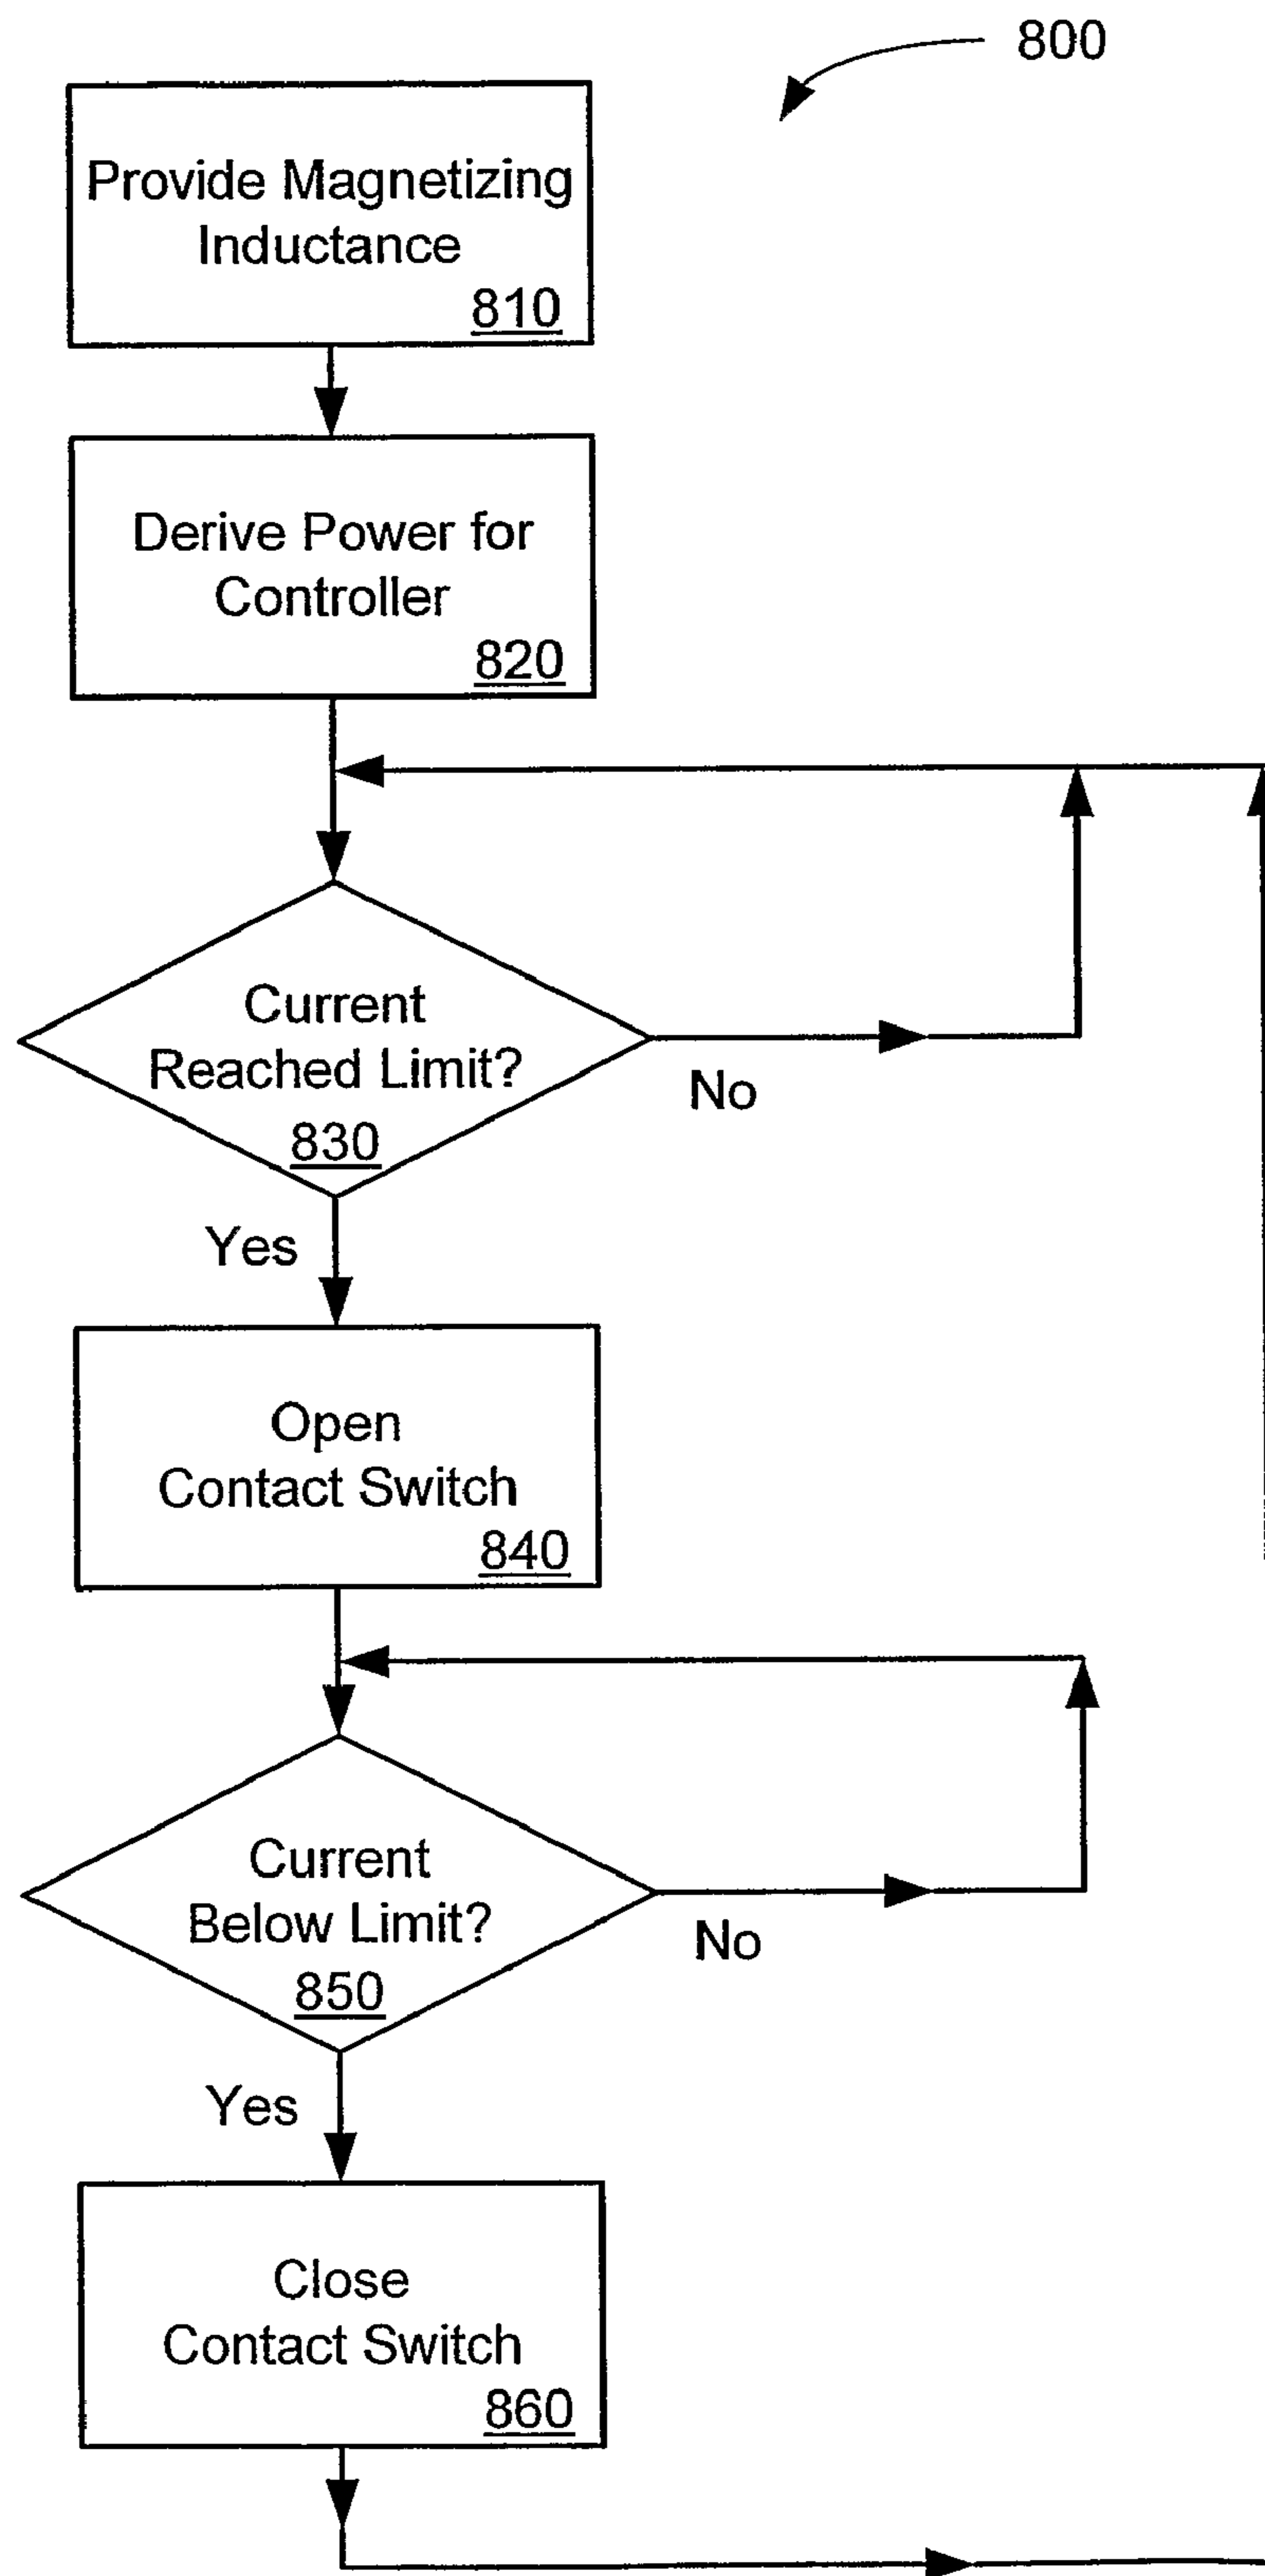 800
Provide Magnetizing
Inductance
810
Derive Power for
Controller
820
Current
Reached Limit?
830
No
Yes
Open
Contact Switch
840
Current
Below Limit?
850
No
Yes
Close
Contact Switch
860